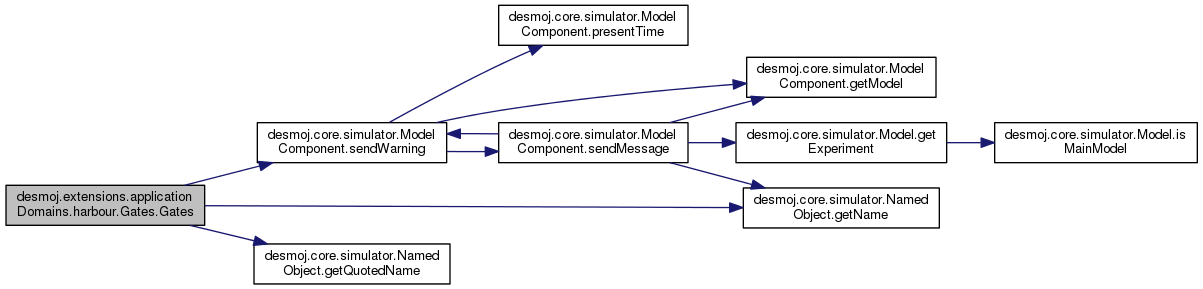 desmoj.core.simulator.Model
Component.presentTime
desmoj.core.simulator.Model
Component.getModel
desmoj.core.simulator.Model
Component.sendWarning
desmoj.core.simulator.Model
Component.sendMessage
desmoj.core.simulator.Model.get
Experiment
desmoj.core.simulator.Model.is
MainModel
desmoj.extensions.application
Domains.harbour.Gates.Gates
desmoj.core.simulator.Named
Object.getName
desmoj.core.simulator.Named
Object.getQuotedName